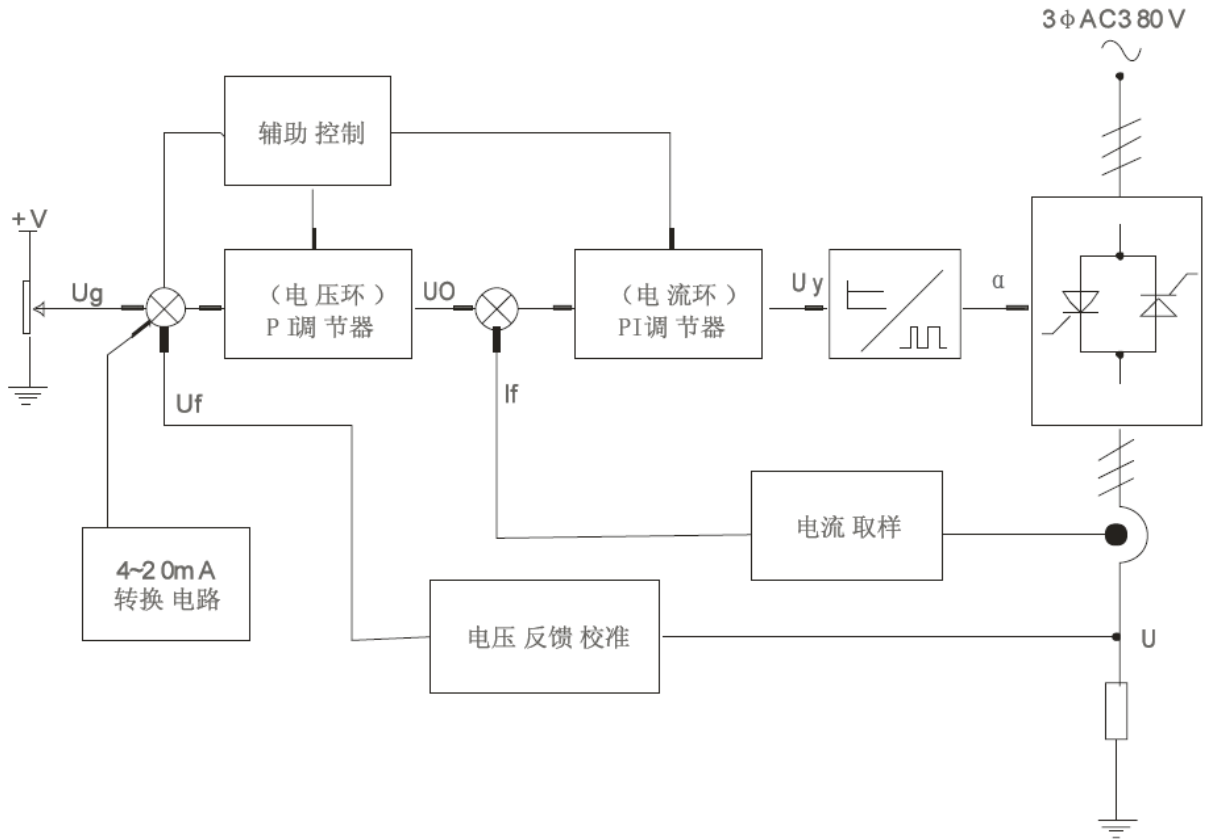 3φAC380V
辅助控制
+V
Ug
（电压环）
PI调节器
UO
（电流环）
PI调节器
Uy
α
Uf
If
电流取样
4~20mA
转换电路
电压反馈校准
U